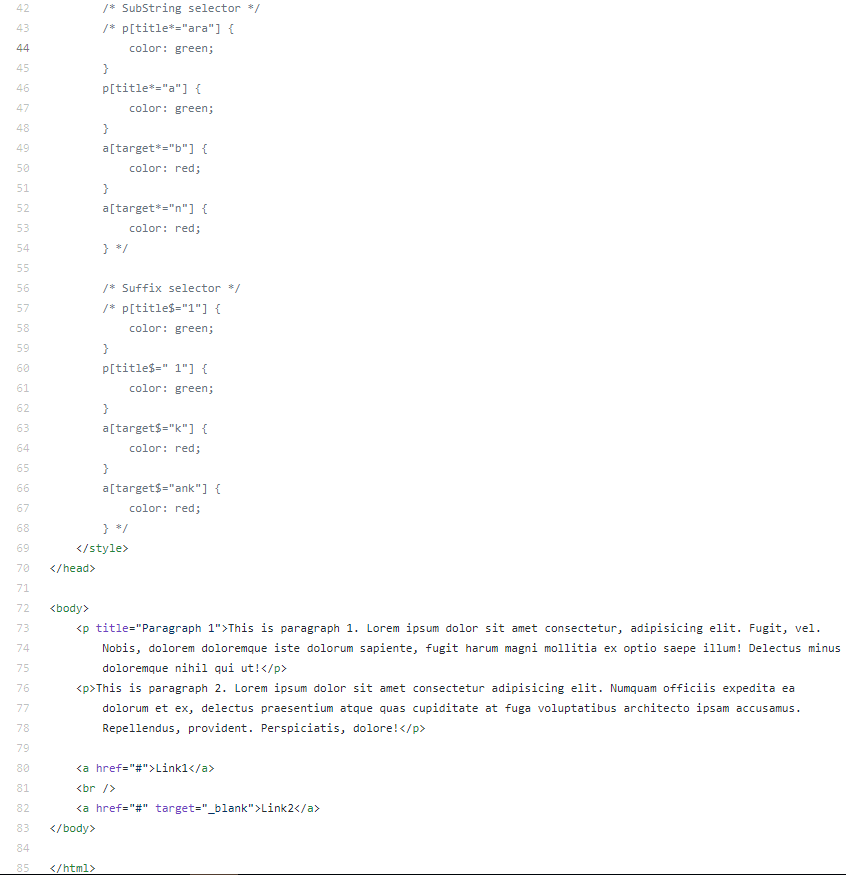 42 /* SubString selector */
43 /* p[title*="ara"] {
44 color: green;
45 }
46 p[title*="a"] {
47 color: green;
48 }
49 a[target*="b"] {
50 color: red;
51 }
52 a[target*="n"] {
53 color: red;
54 } */
55
56 /* Suffix selector */
57 /* p[title$="1"] {
58 color: green;
59 }
60 p[title$=" 1"] {
61 color: green;
62 }
63 a[target$="k"] {
64 color: red;
65 }
66 a[target$="ank"] {
67 color: red;
68 } */
69 </style>
70 </head>
71
72 <body>
73 <p title="Paragraph 1">This is paragraph 1. Lorem ipsum dolor sit amet consectetur, adipisicing elit. Fugit, vel.
74 Nobis, dolorem doloremque iste dolorum sapiente, fugit harum magni mollitia ex optio saepe illum! Delectus minus
75 doloremque nihil qui ut!</p>
76 <p>This is paragraph 2. Lorem ipsum dolor sit amet consectetur adipisicing elit. Numquam officiis expedita ea
77 dolorum et ex, delectus praesentium atque quas cupiditate at fuga voluptatibus architecto ipsam accusamus.
78 Repellendus, provident. Perspiciatis, dolore!</p>
79
80 <a href="#">Link1</a>
81 <br />
82 <a href="#" target="_blank">Link2</a>
83 </body>
84
85 </html>